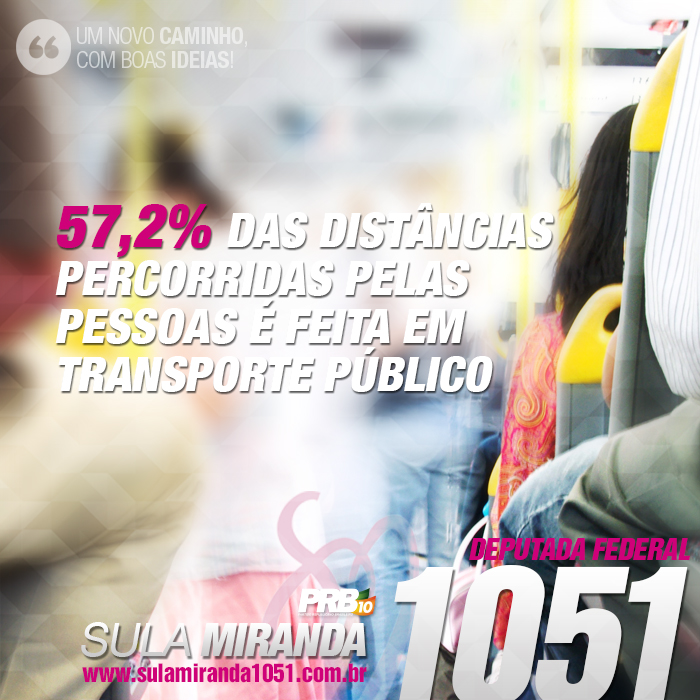 UM NOVO CAMINHO,
COM BOAS IDEIAS!
57,2% DAS DISTÂNCIAS
PERCORRIDAS PELAS
PESSOAS É FEITA EM
TRANSPORTE PÚBLICO
DEPUTADA FEDERAL
1051
PRB10
SULA MIRANDA
www.sulamiranda1051.com.br